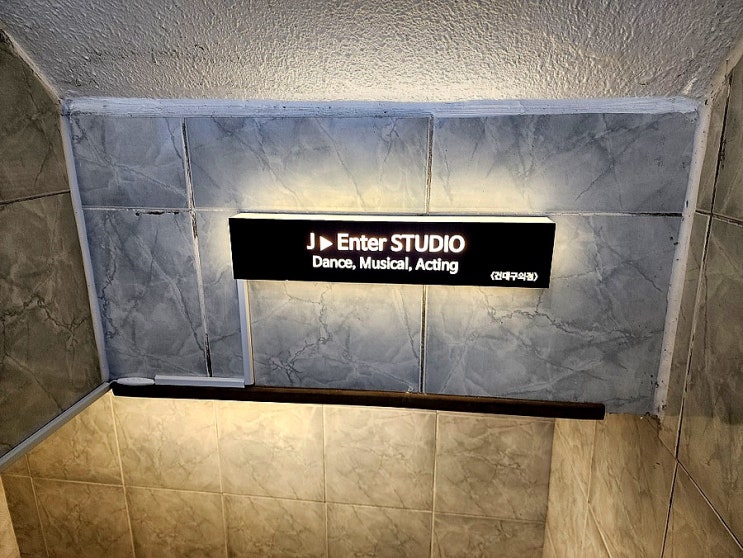 J ▶ Enter STUDIO
Dance, Musical, Acting
<건대구의점>